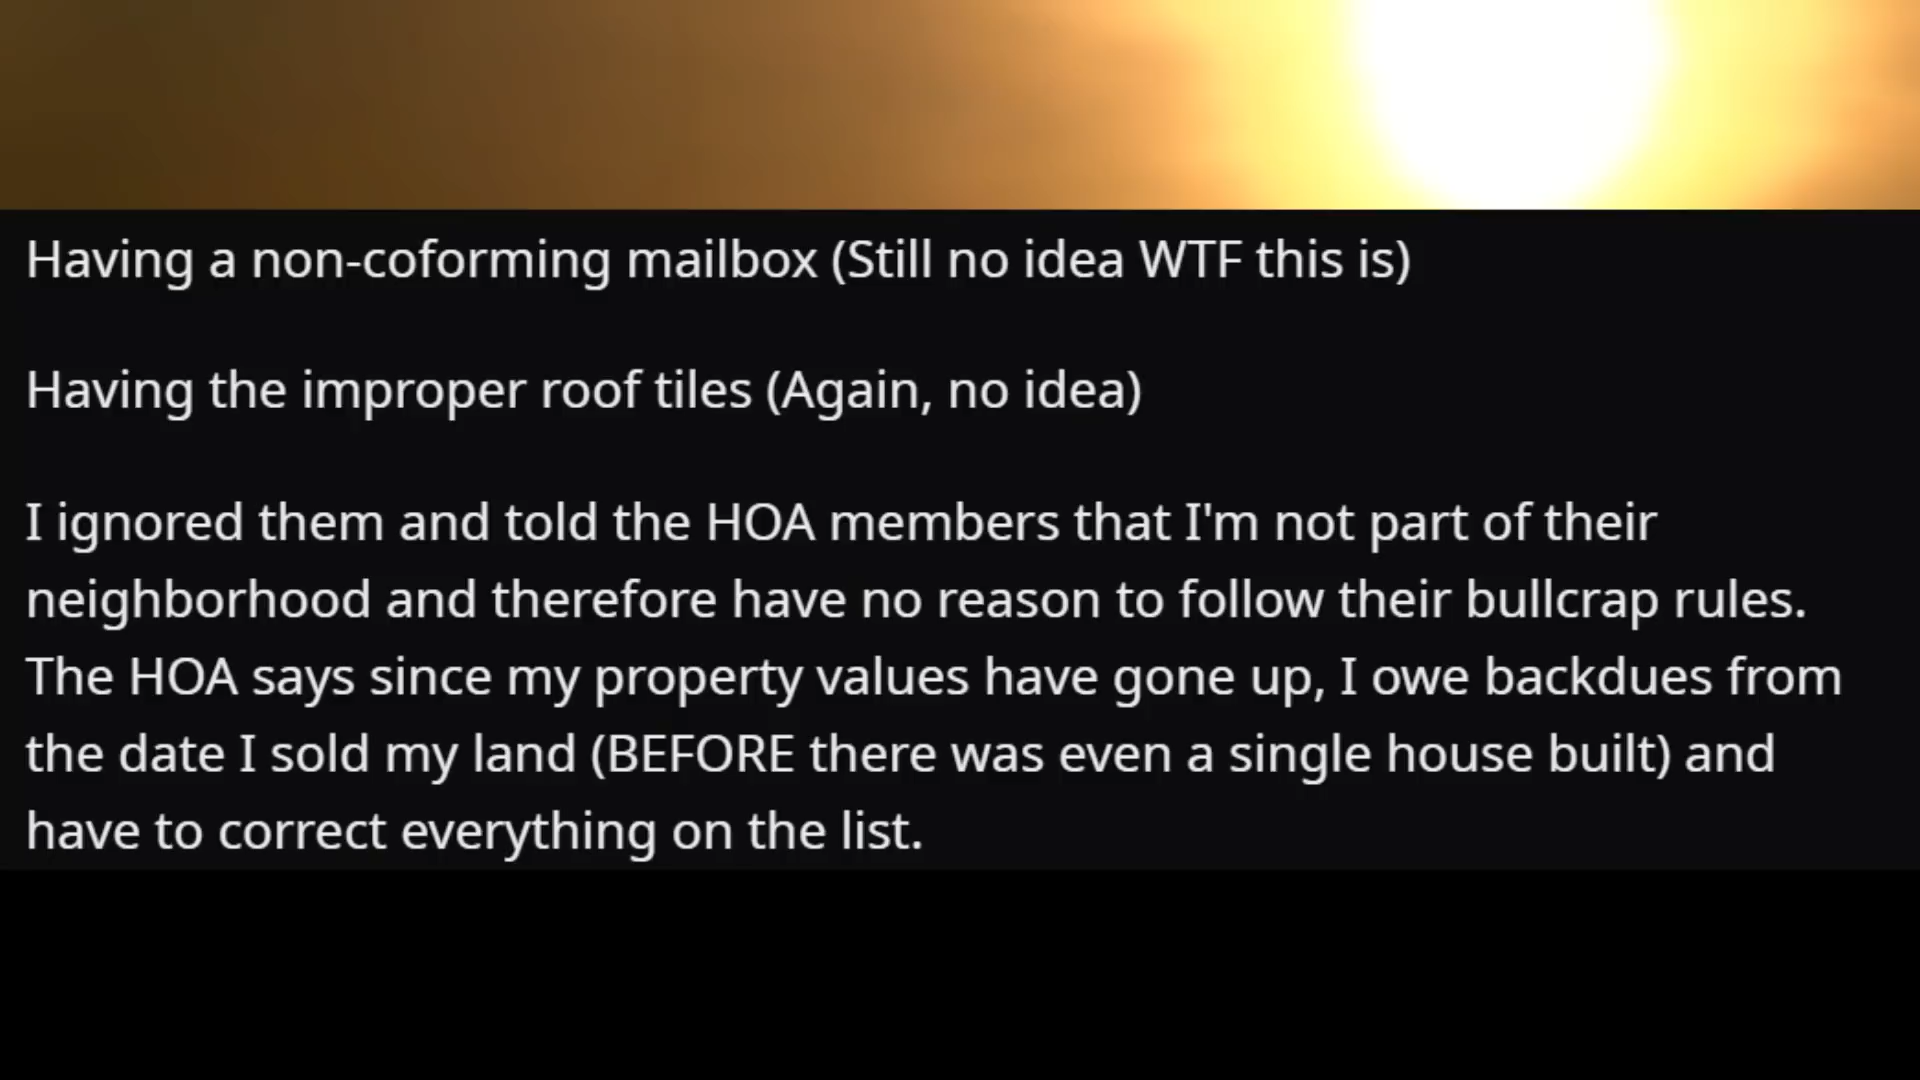 Having a non-coforming mailbox (Still no idea WTF this is)
Having the improper roof tiles (Again, no idea)
I ignored them and told the HOA members that I'm not part of their
neighborhood and therefore have no reason to follow their bullcrap rules.
The HOA says since my property values have gone up, I owe backdues from
the date I sold my land (BEFORE there was even a single house built) and
have to correct everything on the list.